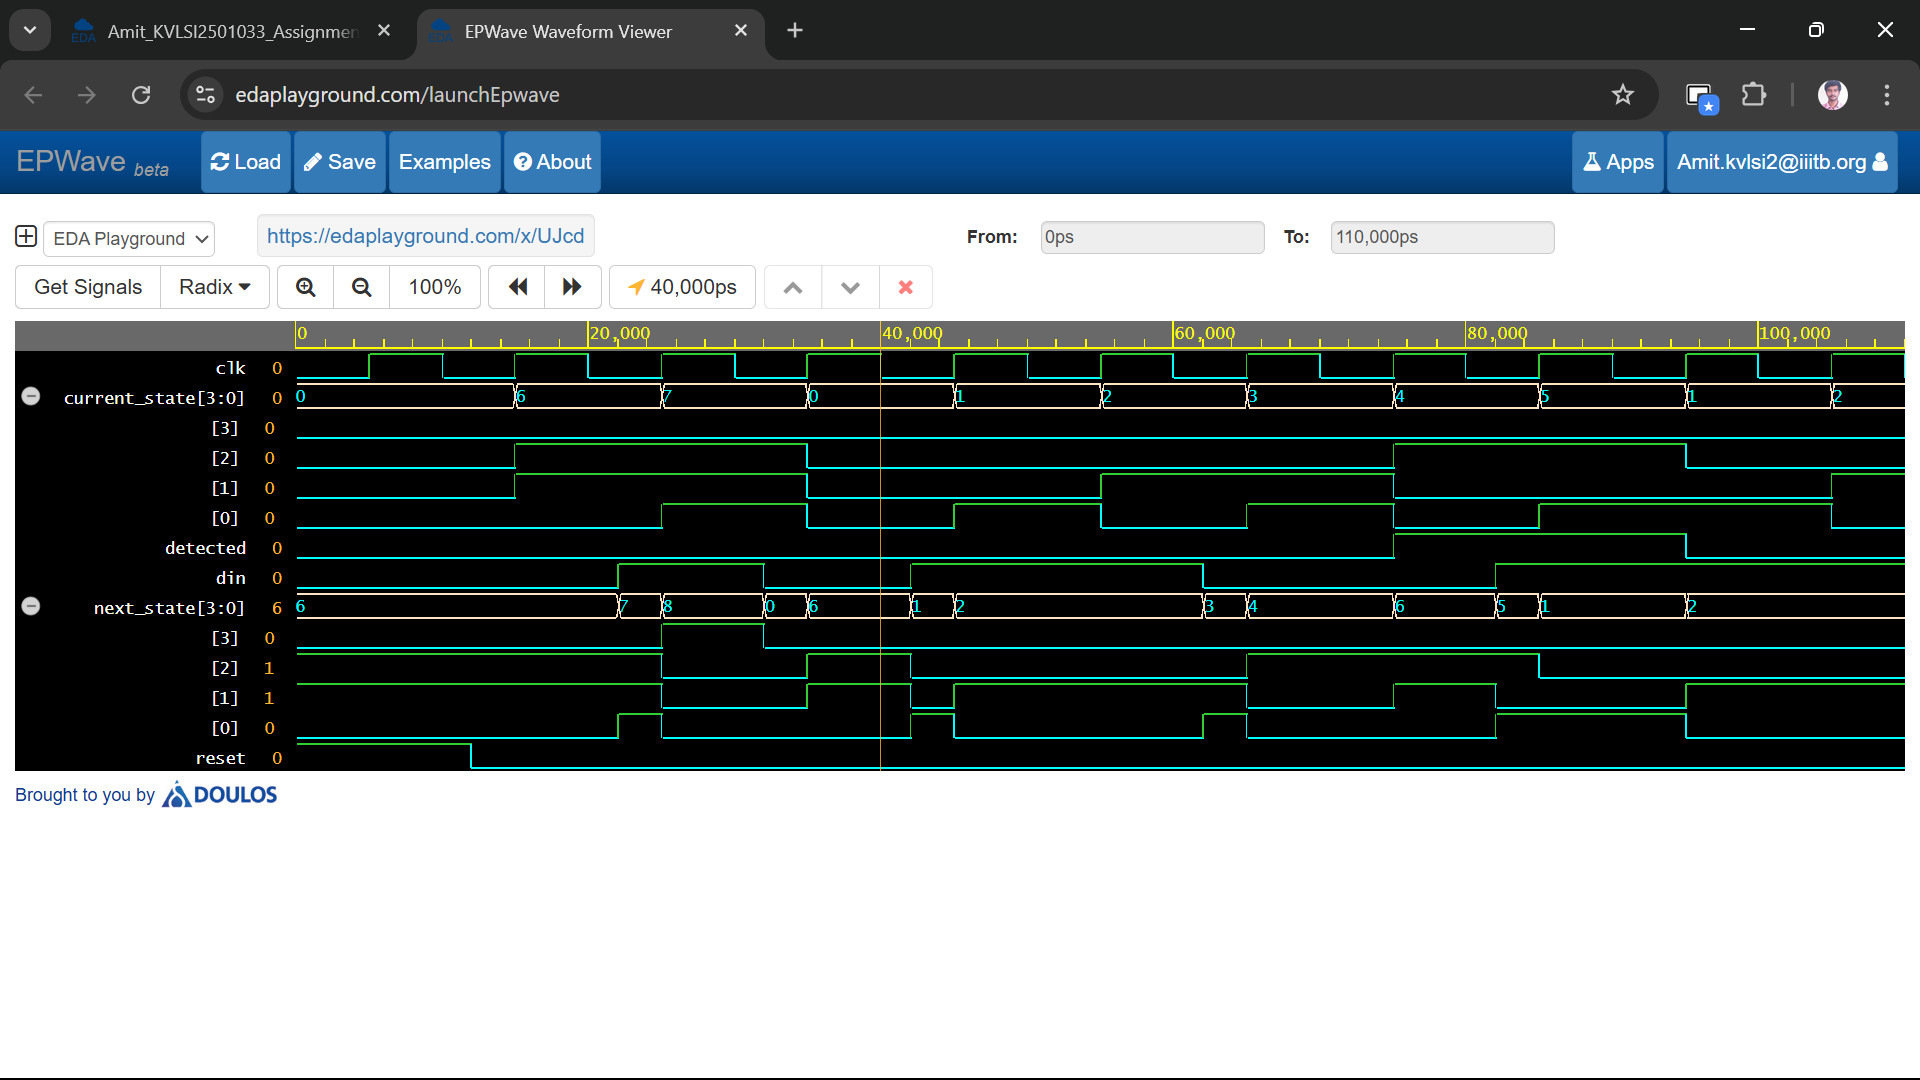 Amit_KVLSI2501033_Assignmen
EPWave Waveform Viewer
edaplayground.com/launchEpwave
EPWave beta Load Save Examples About Apps Amit.kvlsi2@iiitb.org
EDA Playground https://edaplayground.com/x/UJcd From: 0ps To: 110,000ps
Get Signals Radix 100% 40,000ps
0 20,000 40,000 60,000 80,000 100,000
clk 0
current_state[3:0] 0 0 6 7 0 1 2 3 4 5 1 2
[3] 0
[2] 0
[1] 0
[0] 0
detected 0
din 0
next_state[3:0] 6 6 7 8 0 6 1 2 3 4 6 5 1 2
[3] 0
[2] 1
[1] 1
[0] 0
reset 0
Brought to you by DOULOS